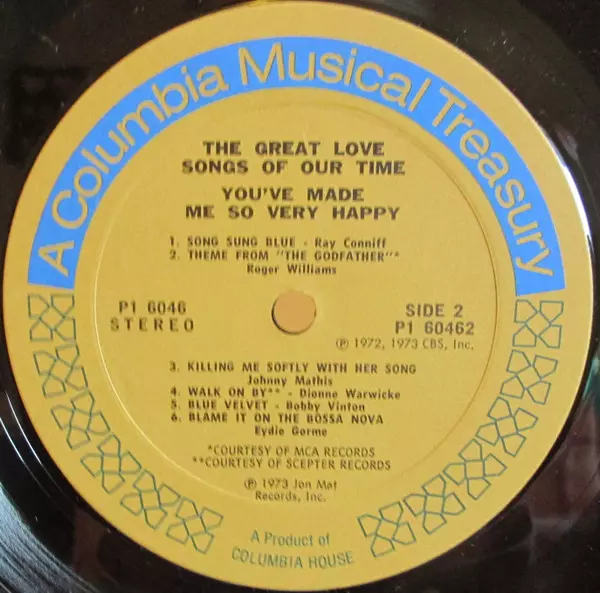 A Columbia Musical Treasury
THE GREAT LOVE
SONGS OF OUR TIME
YOU'VE MADE
ME SO VERY HAPPY
1. SONG SUNG BLUE - Ray Conniff
2. THEME FROM "THE GODFATHER"*
Roger Williams
P1 6046
STEREO
SIDE 2
P1 60462
℗ 1972, 1973 CBS, Inc.
3. KILLING ME SOFTLY WITH HER SONG
Johnny Mathis
4. WALK ON BY** - Dionne Warwicke
5. BLUE VELVET - Bobby Vinton
6. BLAME IT ON THE BOSSA NOVA
Eydie Gorme
*COURTESY OF MCA RECORDS
**COURTESY OF SCEPTER RECORDS
℗ 1973 Jon Mat
Records, Inc.
A Product of
COLUMBIA HOUSE